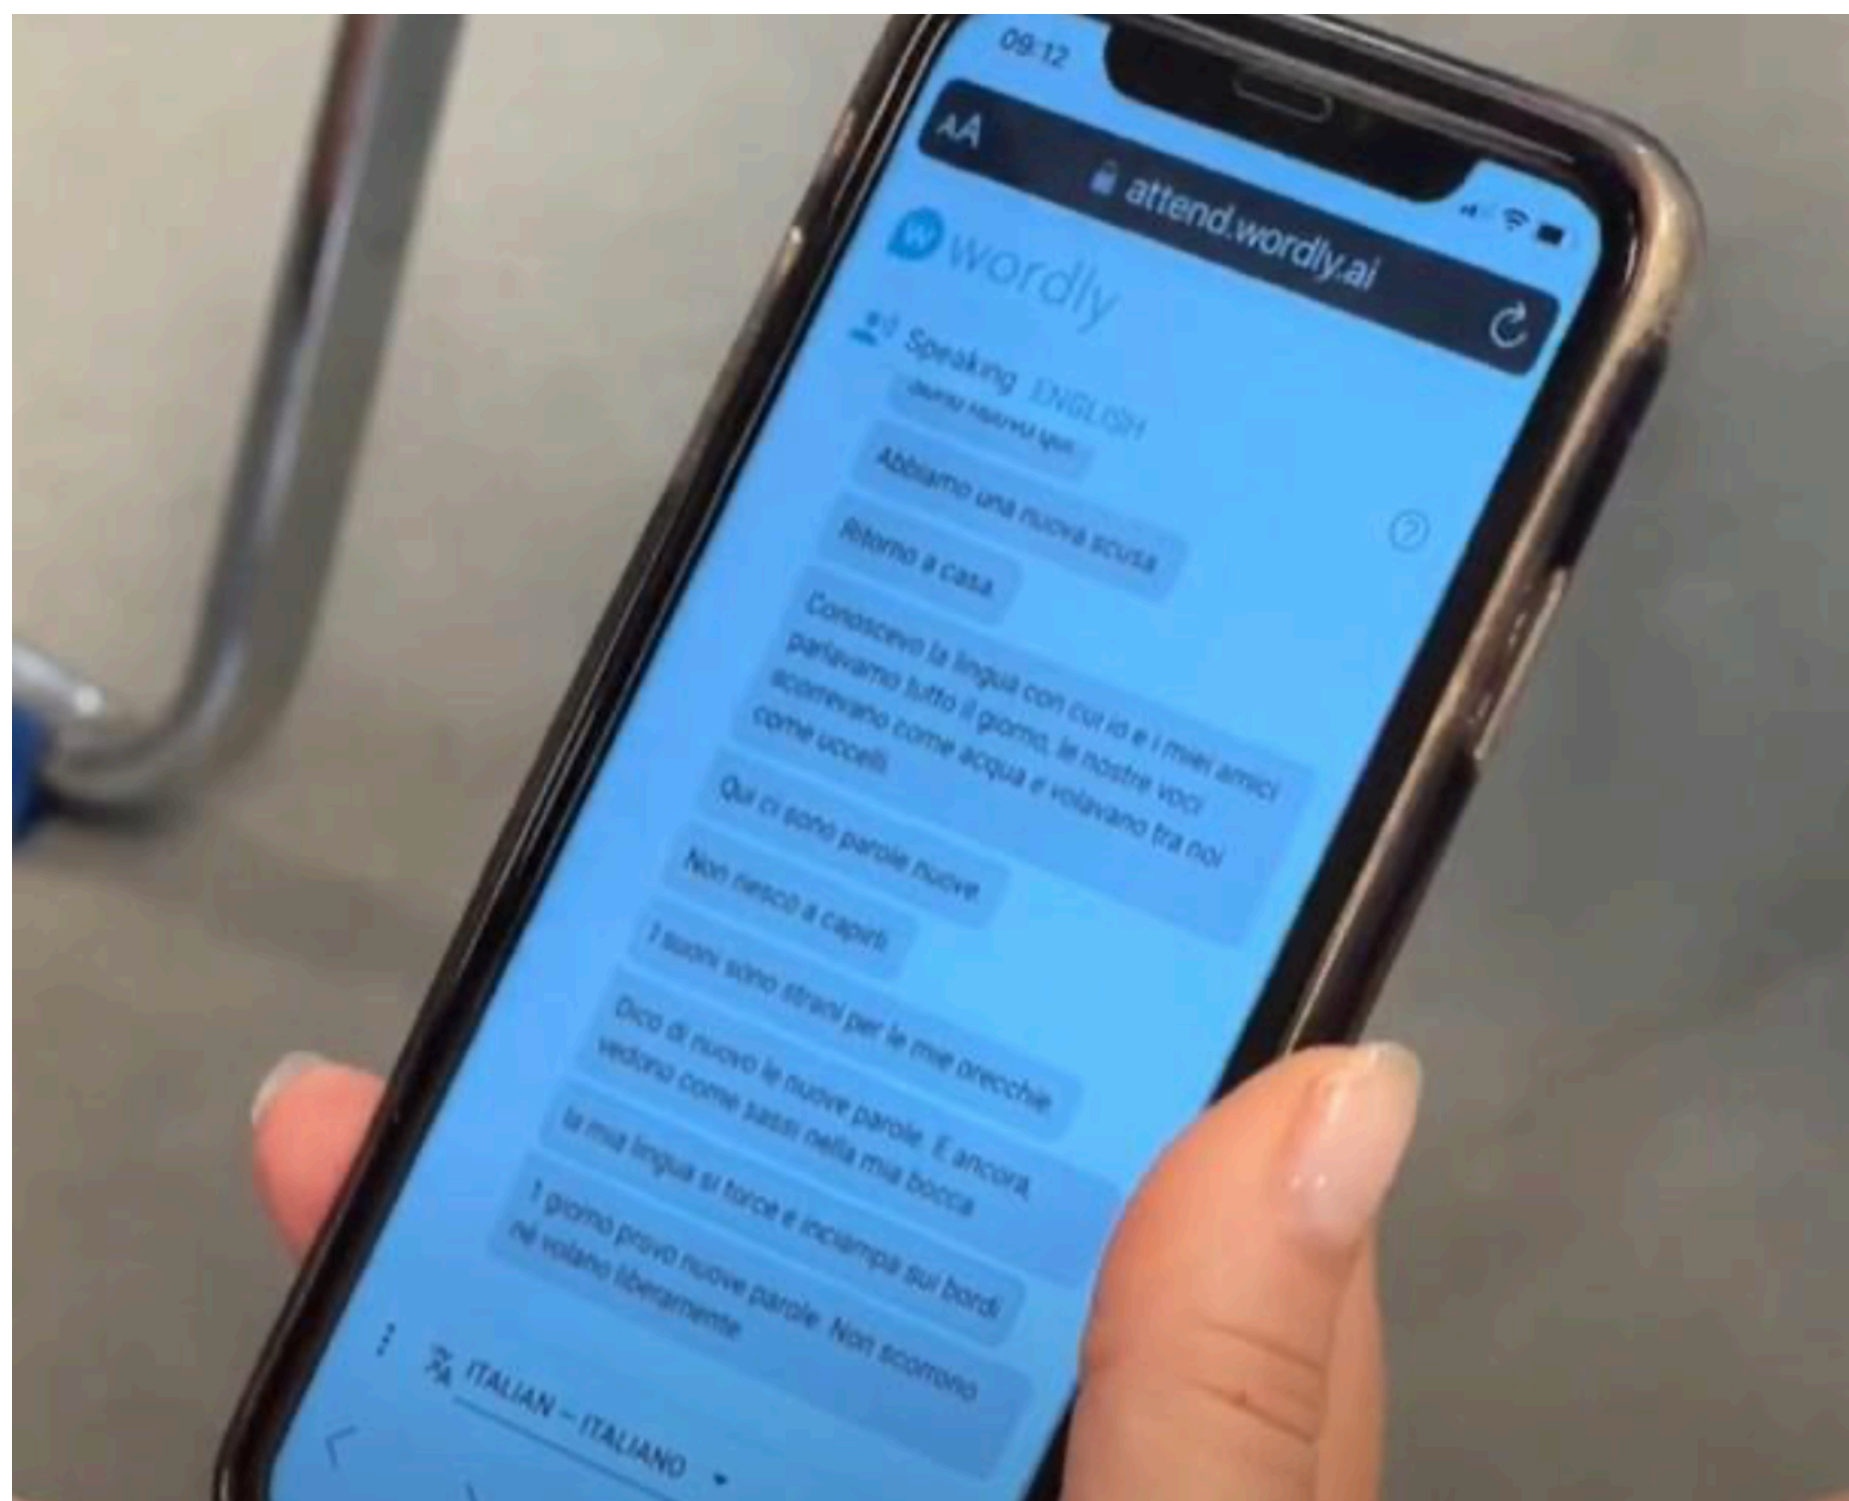 09:12
AA
attend.wordly.ai
wordly
Speaking ENGLISH
Abbiamo una nuova scusa
Ritorno a casa.
Conoscevo la lingua con cui io e i miei amici
parlavamo tutto il giorno, le nostre voci
scorrevano come acqua e volavano tra noi
come uccelli.
Qui ci sono parole nuove.
Non riesco a capirli.
I suoni sono strani per le mie orecchie.
Dico di nuovo le nuove parole. E ancora,
vedono come sassi nella mia bocca
la mia lingua si torce e inciampa sui bordi
1 giorno provo nuove parole. Non scorrono
né volano liberamente.
ITALIAN – ITALIANO